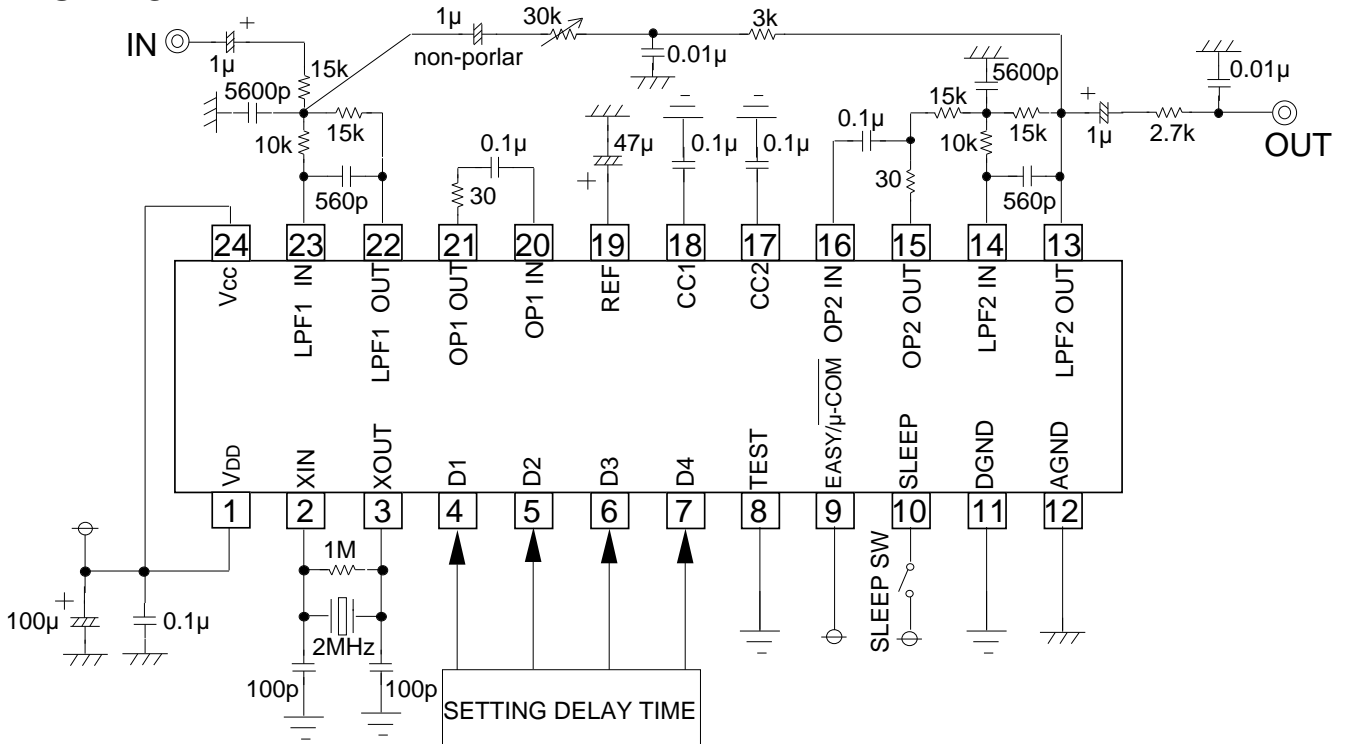 1µ
30k
3k
IN
+
non-porlar
0.01µ
1µ
15k
5600p
5600p
0.01µ
15k
10k
47µ
0.1µ
0.1µ
+
0.1µ
0.1µ
15k
15k
10k
+
1µ
2.7k
OUT
30
560p
30
560p
24 23 22 21 20 19 18 17 16 15 14 13
Vcc
LPF1 IN
LPF1 OUT
OP1 OUT
OP1 IN
REF
CC1
CC2
OP2 IN
OP2 OUT
LPF2 IN
LPF2 OUT
VDD
XIN
XOUT
D1
D2
D3
D4
TEST
EASY/µ-COM
SLEEP
DGND
AGND
1 2 3 4 5 6 7 8 9 10 11 12
1M
SLEEP SW
+
100µ
0.1µ
2MHz
100p
100p
SETTING DELAY TIME